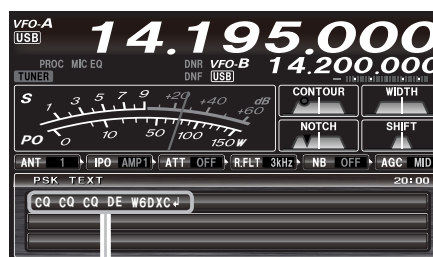 VFO-A
USB
14.195.000
PROC MIC EQ DNR VFO-B 14.200.000
TUNER DNF USB
S 1 3 5 7 9 +20 +40 +60 dB
PO 0 10 50 100 150W
CONTOUR WIDTH
NOTCH SHIFT
ANT 1 IPO AMP1 ATT OFF R.FLT 3kHz NB OFF AGC MID
PSK TEXT 20:00
CQ CQ CQ DE W6DXC↲